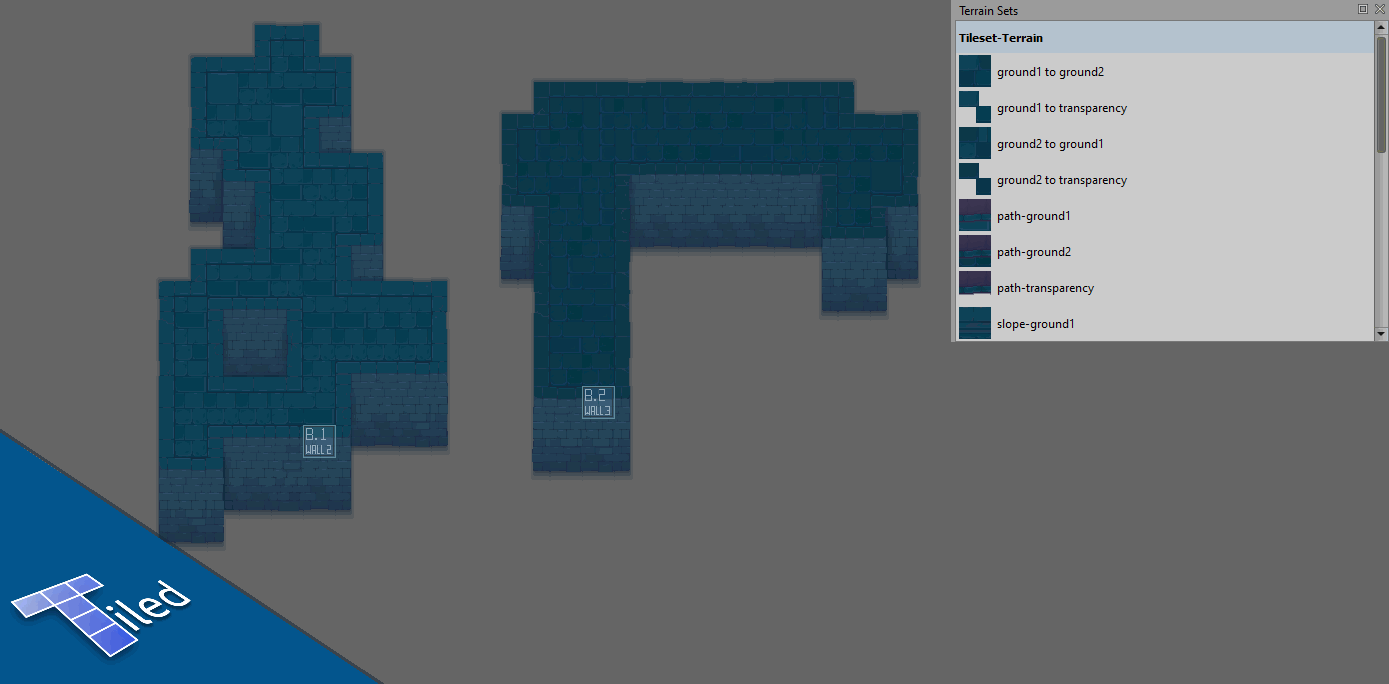 Terrain Sets
Tileset-Terrain
ground1 to ground2
ground1 to transparency
ground2 to ground1
ground2 to transparency
path-ground1
path-ground2
path-transparency
slope-ground1
B.2
WALL3
B.1
WALL2
Tiled